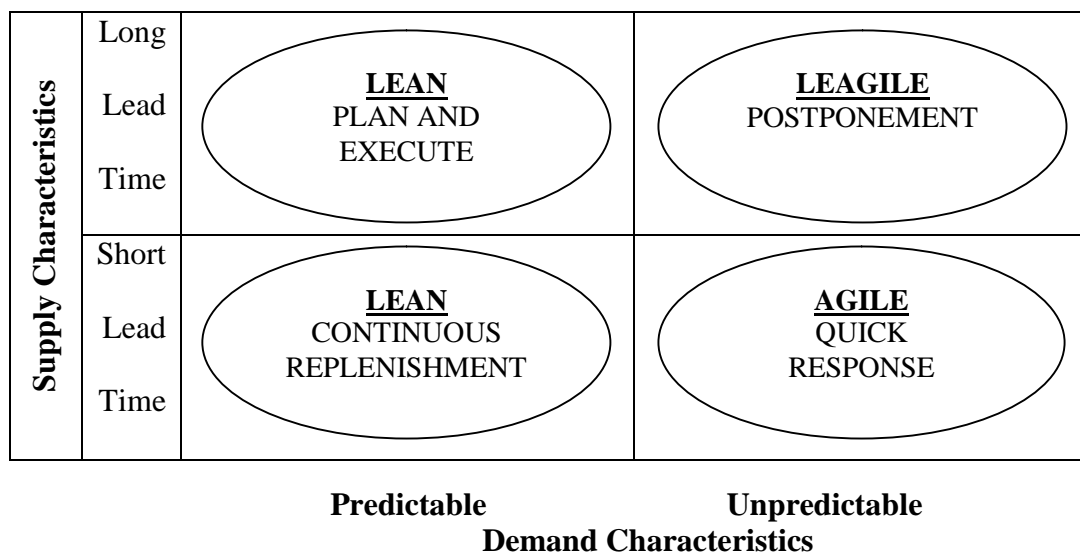 Supply Characteristics
Long
Lead
Time
LEAN
PLAN AND
EXECUTE
LEAGILE
POSTPONEMENT
Short
Lead
Time
LEAN
CONTINUOUS
REPLENISHMENT
AGILE
QUICK
RESPONSE
Predictable
Unpredictable
Demand Characteristics